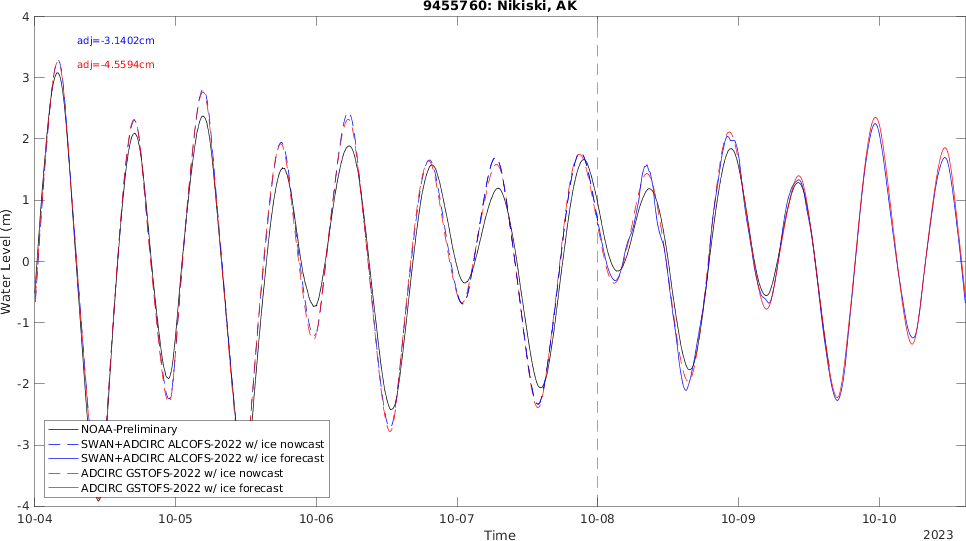 9455760: Nikiski, AK
adj=-3.1402cm
adj=-4.5594cm
Water Level (m)
4
3
2
1
0
-1
-2
-3
-4
NOAA-Preliminary
SWAN+ADCIRC ALCOFS-2022 w/ ice nowcast
SWAN+ADCIRC ALCOFS-2022 w/ ice forecast
ADCIRC GSTOFS-2022 w/ ice nowcast
ADCIRC GSTOFS-2022 w/ ice forecast
10-04 10-05 10-06 10-07 10-08 10-09 10-10
Time
2023